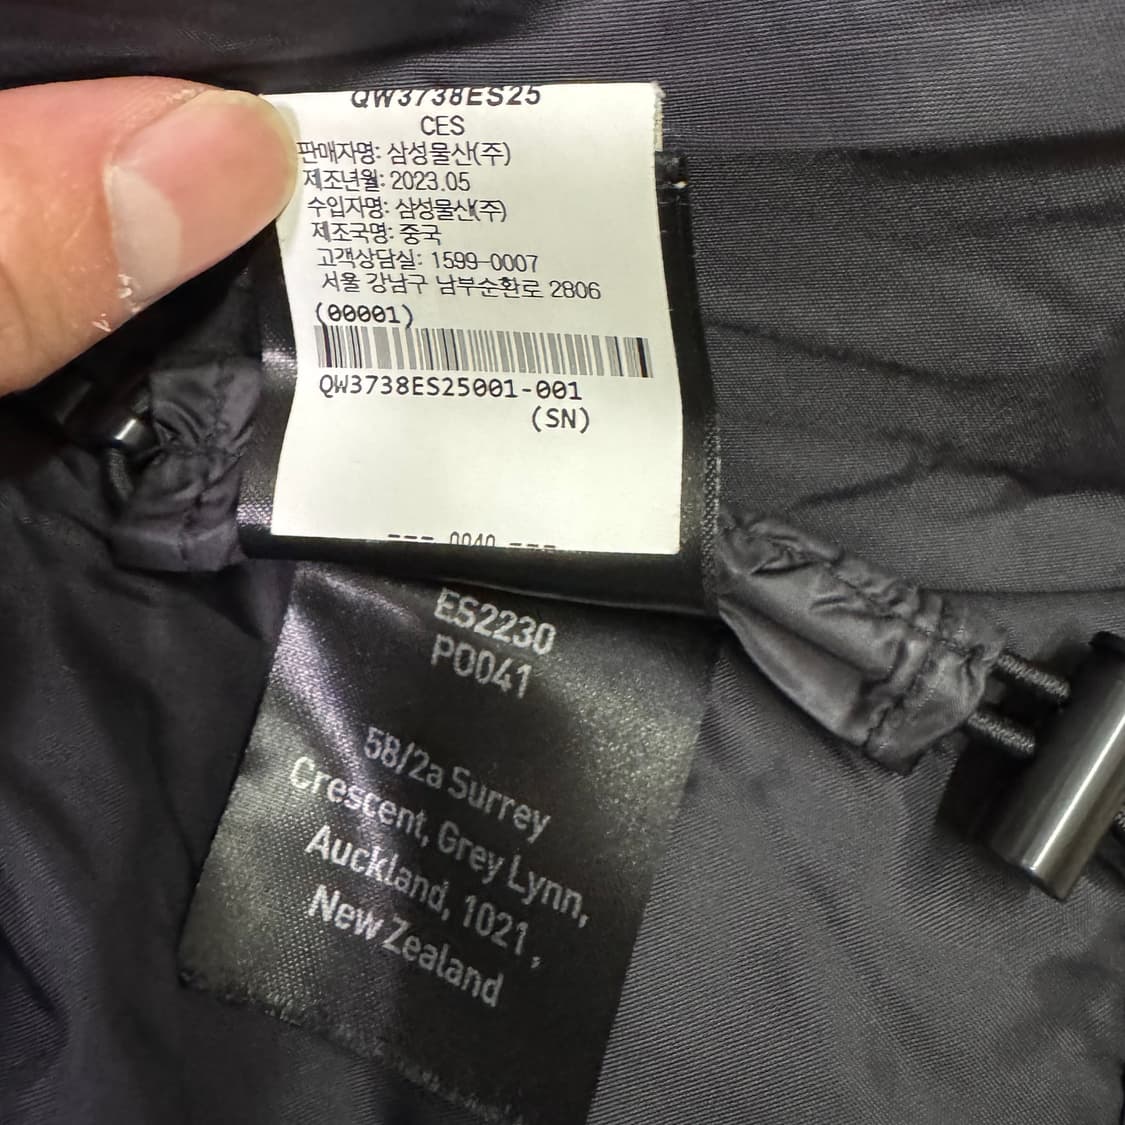 QW3738ES25
CES
판매자명: 삼성물산(주)
제조년월: 2023.05
수입자명: 삼성물산(주)
제조국명: 중국
고객상담실: 1599-0007
서울 강남구 남부순환로 2806
(00001)
QW3738ES25001-001
(SN)
--- 0040 ---
ES2230
P0041
58/2a Surrey
Crescent, Grey Lynn,
Auckland, 1021,
New Zealand